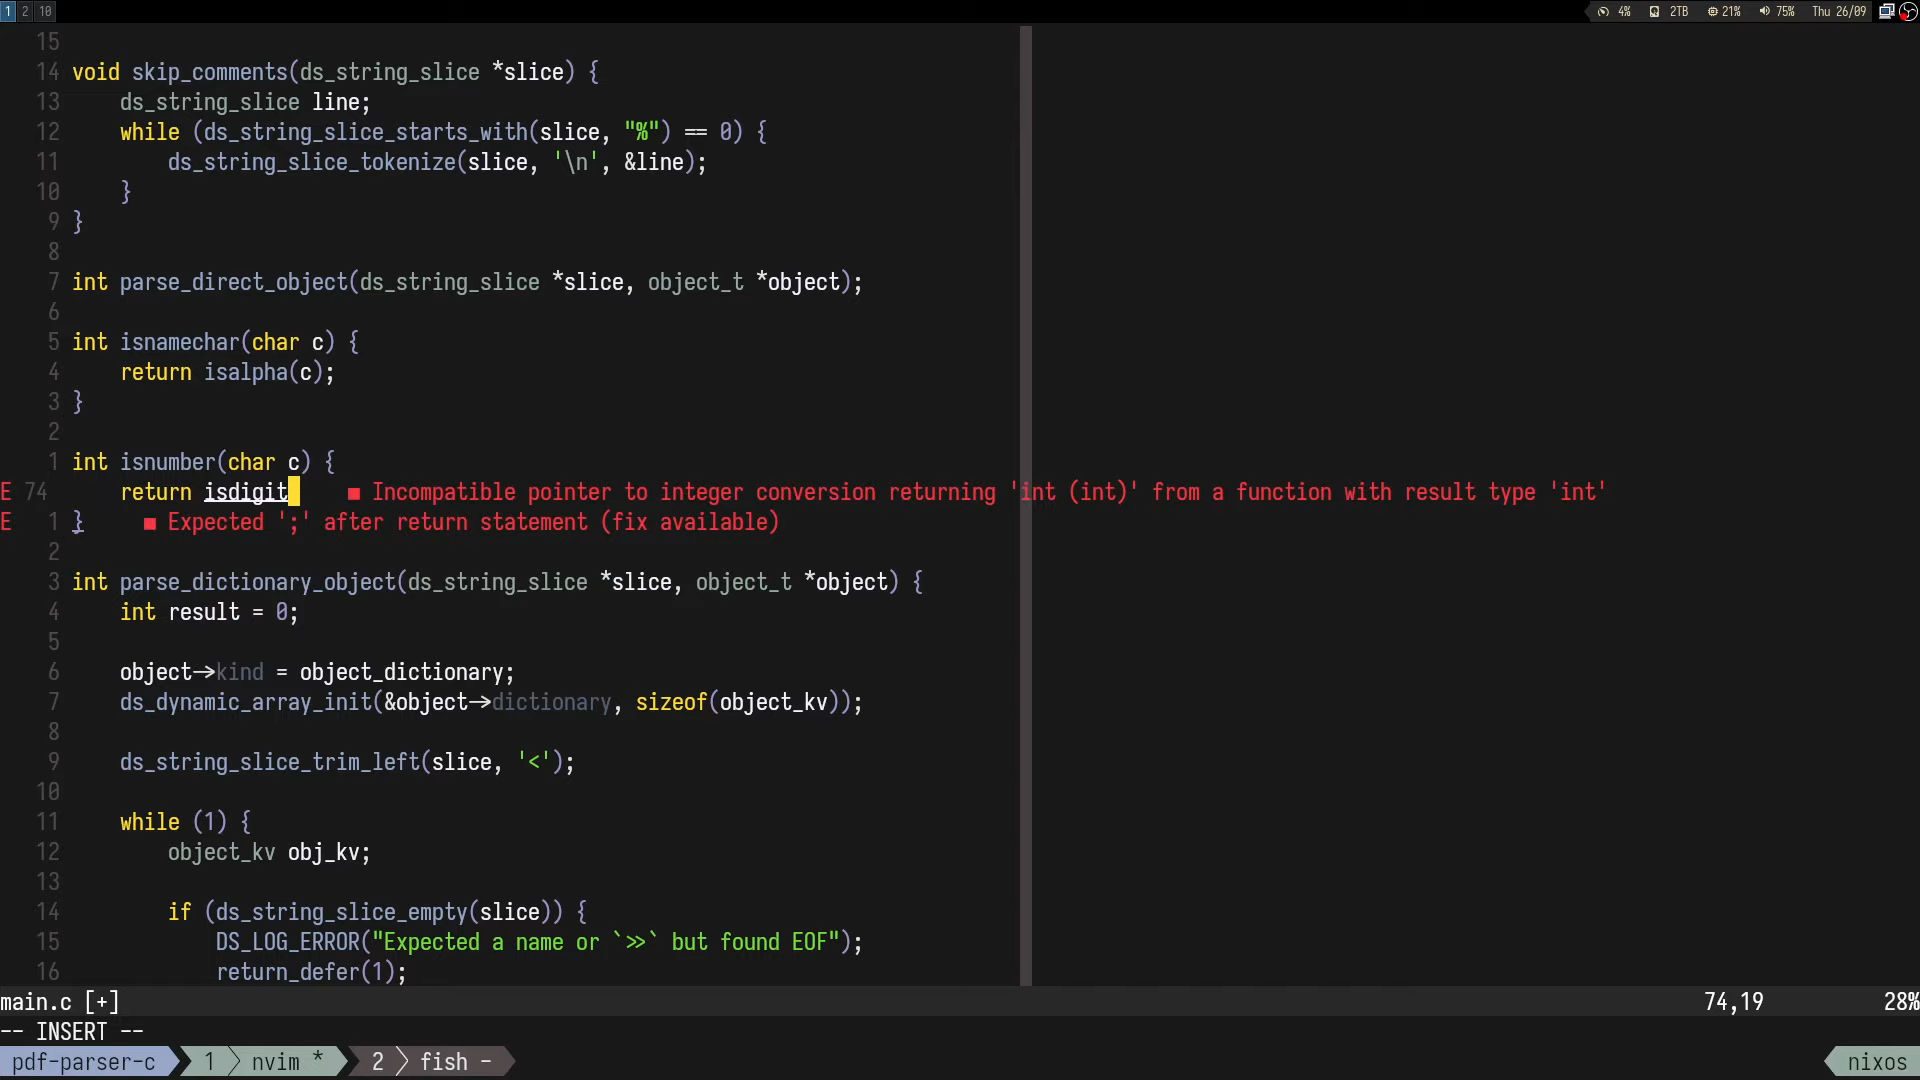 1 2 10 4% 2TB 21% 75% Thu 26/09
15
14 void skip_comments(ds_string_slice *slice) {
13 ds_string_slice line;
12 while (ds_string_slice_starts_with(slice, "%") == 0) {
11 ds_string_slice_tokenize(slice, '\n', &line);
10 }
9 }
8
7 int parse_direct_object(ds_string_slice *slice, object_t *object);
6
5 int isnamechar(char c) {
4 return isalpha(c);
3 }
2
1 int isnumber(char c) {
E 74 return isdigit ■ Incompatible pointer to integer conversion returning 'int (int)' from a function with result type 'int'
E 1 } ■ Expected ';' after return statement (fix available)
2
3 int parse_dictionary_object(ds_string_slice *slice, object_t *object) {
4 int result = 0;
5
6 object->kind = object_dictionary;
7 ds_dynamic_array_init(&object->dictionary, sizeof(object_kv));
8
9 ds_string_slice_trim_left(slice, '<');
10
11 while (1) {
12 object_kv obj_kv;
13
14 if (ds_string_slice_empty(slice)) {
15 DS_LOG_ERROR("Expected a name or `>>` but found EOF");
16 return_defer(1);
main.c [+] 74,19 28%
-- INSERT --
pdf-parser-c 1 nvim * 2 fish - nixos